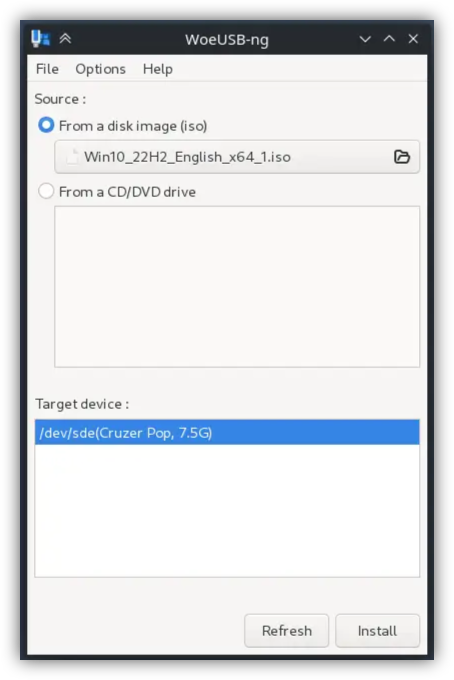 WoeUSB-ng
File Options Help
Source :
From a disk image (iso)
Win10_22H2_English_x64_1.iso
From a CD/DVD drive
Target device :
/dev/sde(Cruzer Pop, 7.5G)
Refresh Install